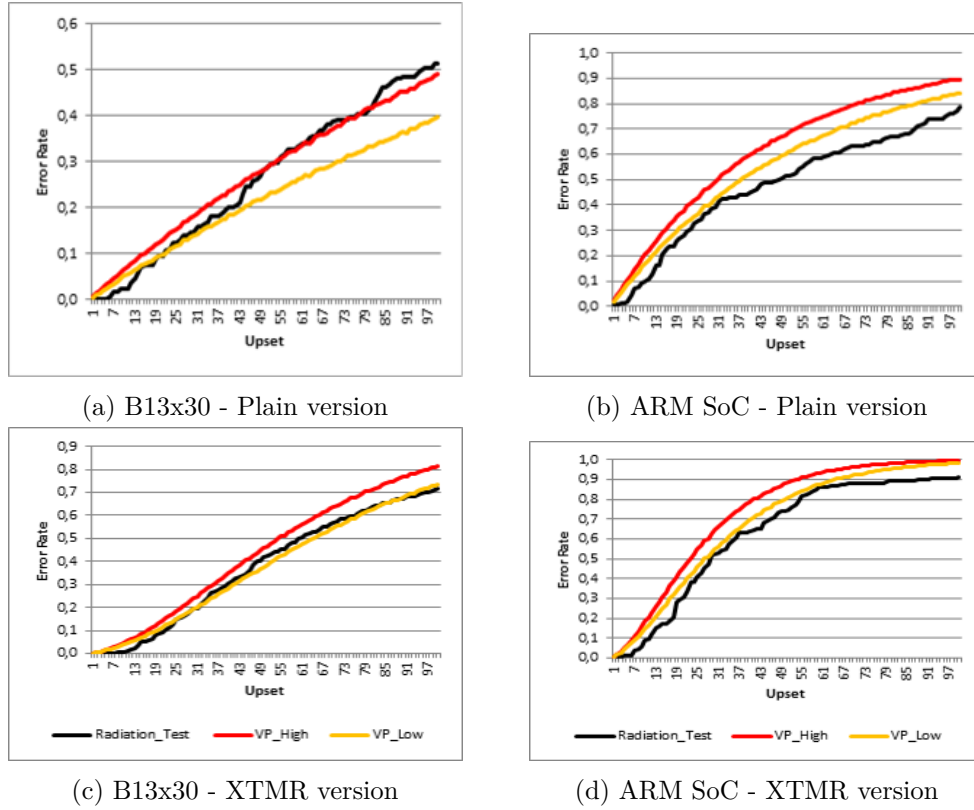 0,6
0,5
0,4
0,3
0,2
0,1
0,0
Error Rate
1 7 13 19 25 31 37 43 49 55 61 67 73 79 85 91 97
Upset
(a) B13x30 - Plain version
1,0
0,9
0,8
0,7
0,6
0,5
0,4
0,3
0,2
0,1
0,0
Error Rate
1 7 13 19 25 31 37 43 49 55 61 67 73 79 85 91 97
Upset
(b) ARM SoC - Plain version
0,9
0,8
0,7
0,6
0,5
0,4
0,3
0,2
0,1
0,0
Error Rate
1 7 13 19 25 31 37 43 49 55 61 67 73 79 85 91 97
Upset
Radiation_Test VP_High VP_Low
(c) B13x30 - XTMR version
1,0
0,9
0,8
0,7
0,6
0,5
0,4
0,3
0,2
0,1
0,0
Error Rate
1 7 13 19 25 31 37 43 49 55 61 67 73 79 85 91 97
Upset
Radiation_Test VP_High VP_Low
(d) ARM SoC - XTMR version